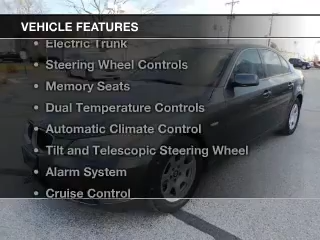 VEHICLE FEATURES
• Electric Trunk
• Steering Wheel Controls
• Memory Seats
• Dual Temperature Controls
• Automatic Climate Control
• Tilt and Telescopic Steering Wheel
• Alarm System
• Cruise Control